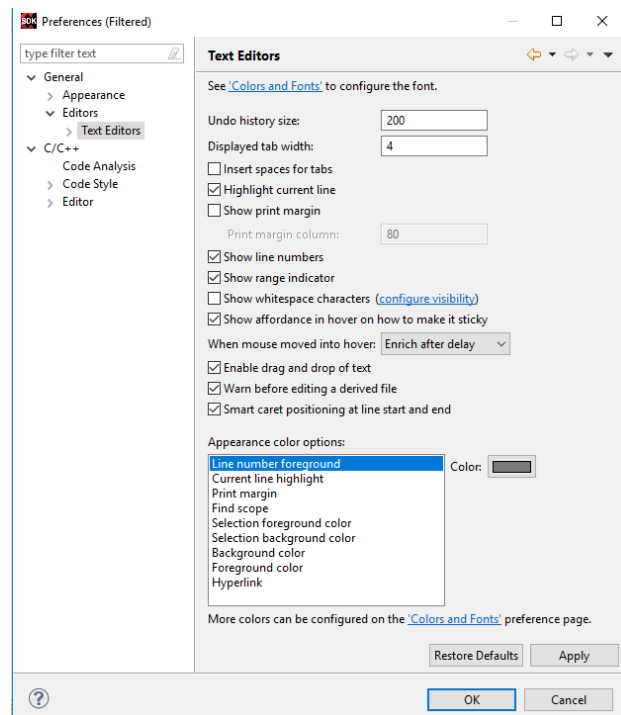 SDK Preferences (Filtered)
type filter text
General
Appearance
Editors
Text Editors
C/C++
Code Analysis
Code Style
Editor
Text Editors
See 'Colors and Fonts' to configure the font.
Undo history size: 200
Displayed tab width: 4
Insert spaces for tabs
Highlight current line
Show print margin
Print margin column: 80
Show line numbers
Show range indicator
Show whitespace characters (configure visibility)
Show affordance in hover on how to make it sticky
When mouse moved into hover: Enrich after delay
Enable drag and drop of text
Warn before editing a derived file
Smart caret positioning at line start and end
Appearance color options:
Line number foreground
Color:
Current line highlight
Print margin
Find scope
Selection foreground color
Selection background color
Background color
Foreground color
Hyperlink
More colors can be configured on the 'Colors and Fonts' preference page.
Restore Defaults Apply
? OK Cancel